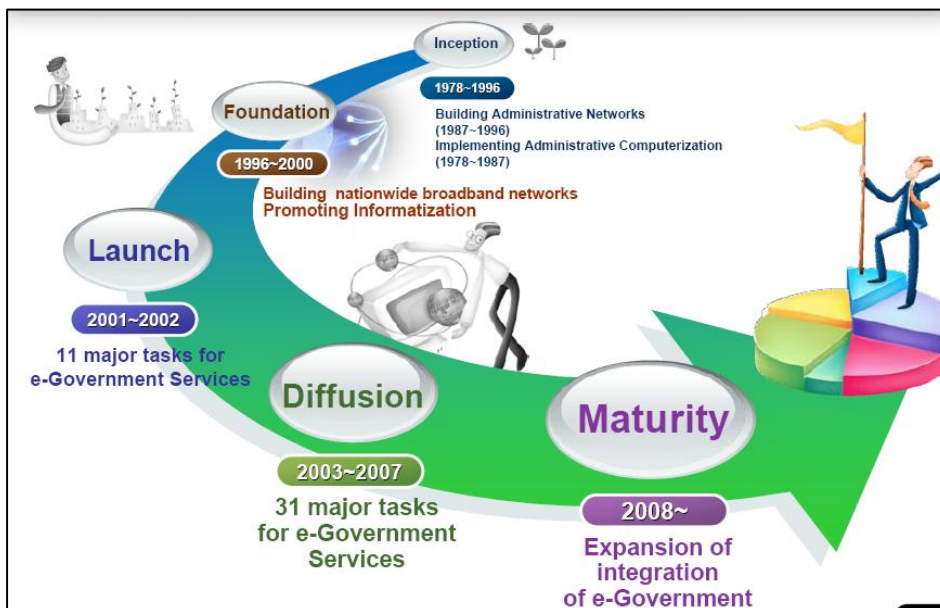 Inception
1978~1996
Building Administrative Networks
(1987~1996)
Implementing Administrative Computerization
(1978~1987)
Foundation
1996~2000
Building nationwide broadband networks
Promoting Informatization
Launch
2001~2002
11 major tasks for
e-Government Services
Diffusion
2003~2007
31 major tasks
for e-Government
Services
Maturity
2008~
Expansion of
integration
of e-Government